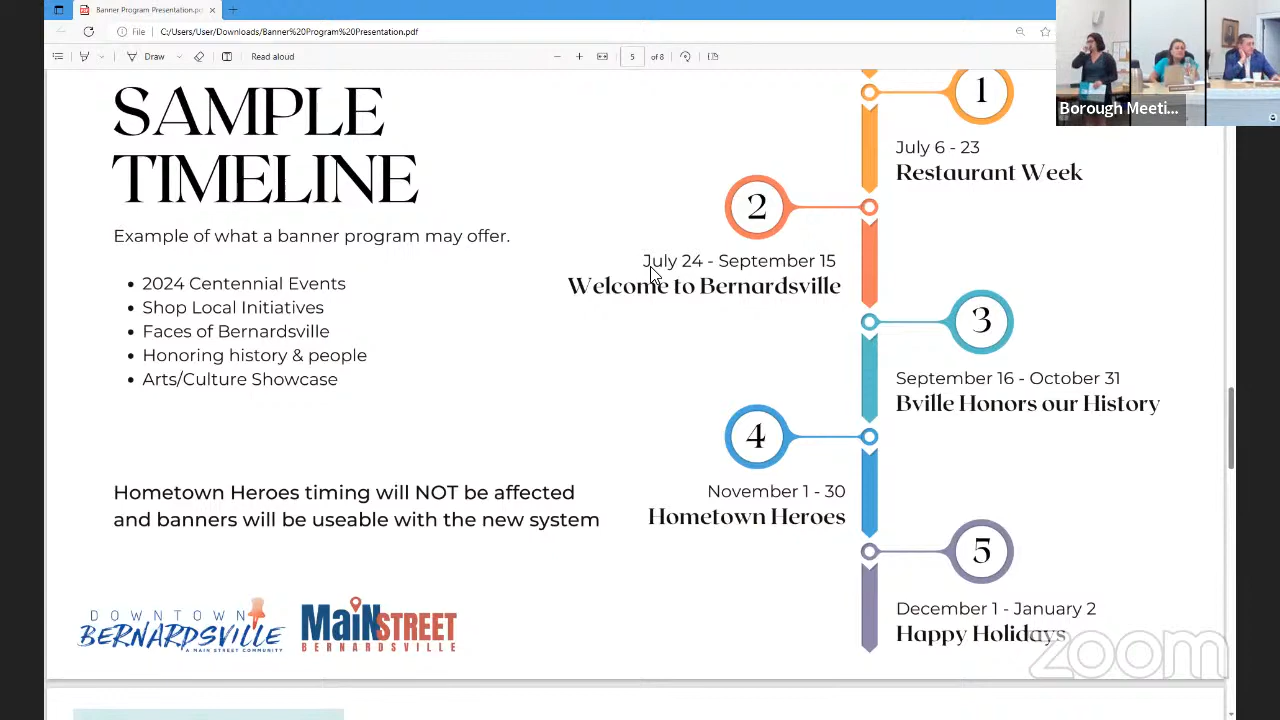 Banner Program Presentation.pdf
File
C:/Users/User/Downloads/Banner%20Program%20Presentation.pdf
Draw
Read aloud
5
of 8
Borough Meeti...
SAMPLE
TIMELINE
Example of what a banner program may offer.
• 2024 Centennial Events
• Shop Local Initiatives
• Faces of Bernardsville
• Honoring history & people
• Arts/Culture Showcase
Hometown Heroes timing will NOT be affected
and banners will be useable with the new system
1
July 6 - 23
Restaurant Week
2
July 24 - September 15
Welcome to Bernardsville
3
September 16 - October 31
Bville Honors our History
4
November 1 - 30
Hometown Heroes
5
December 1 - January 2
Happy Holidays
DOWNTOWN
BERNARDSVILLE
A MAIN STREET COMMUNITY
MaiN STREET
BERNARDSVILLE
zoom